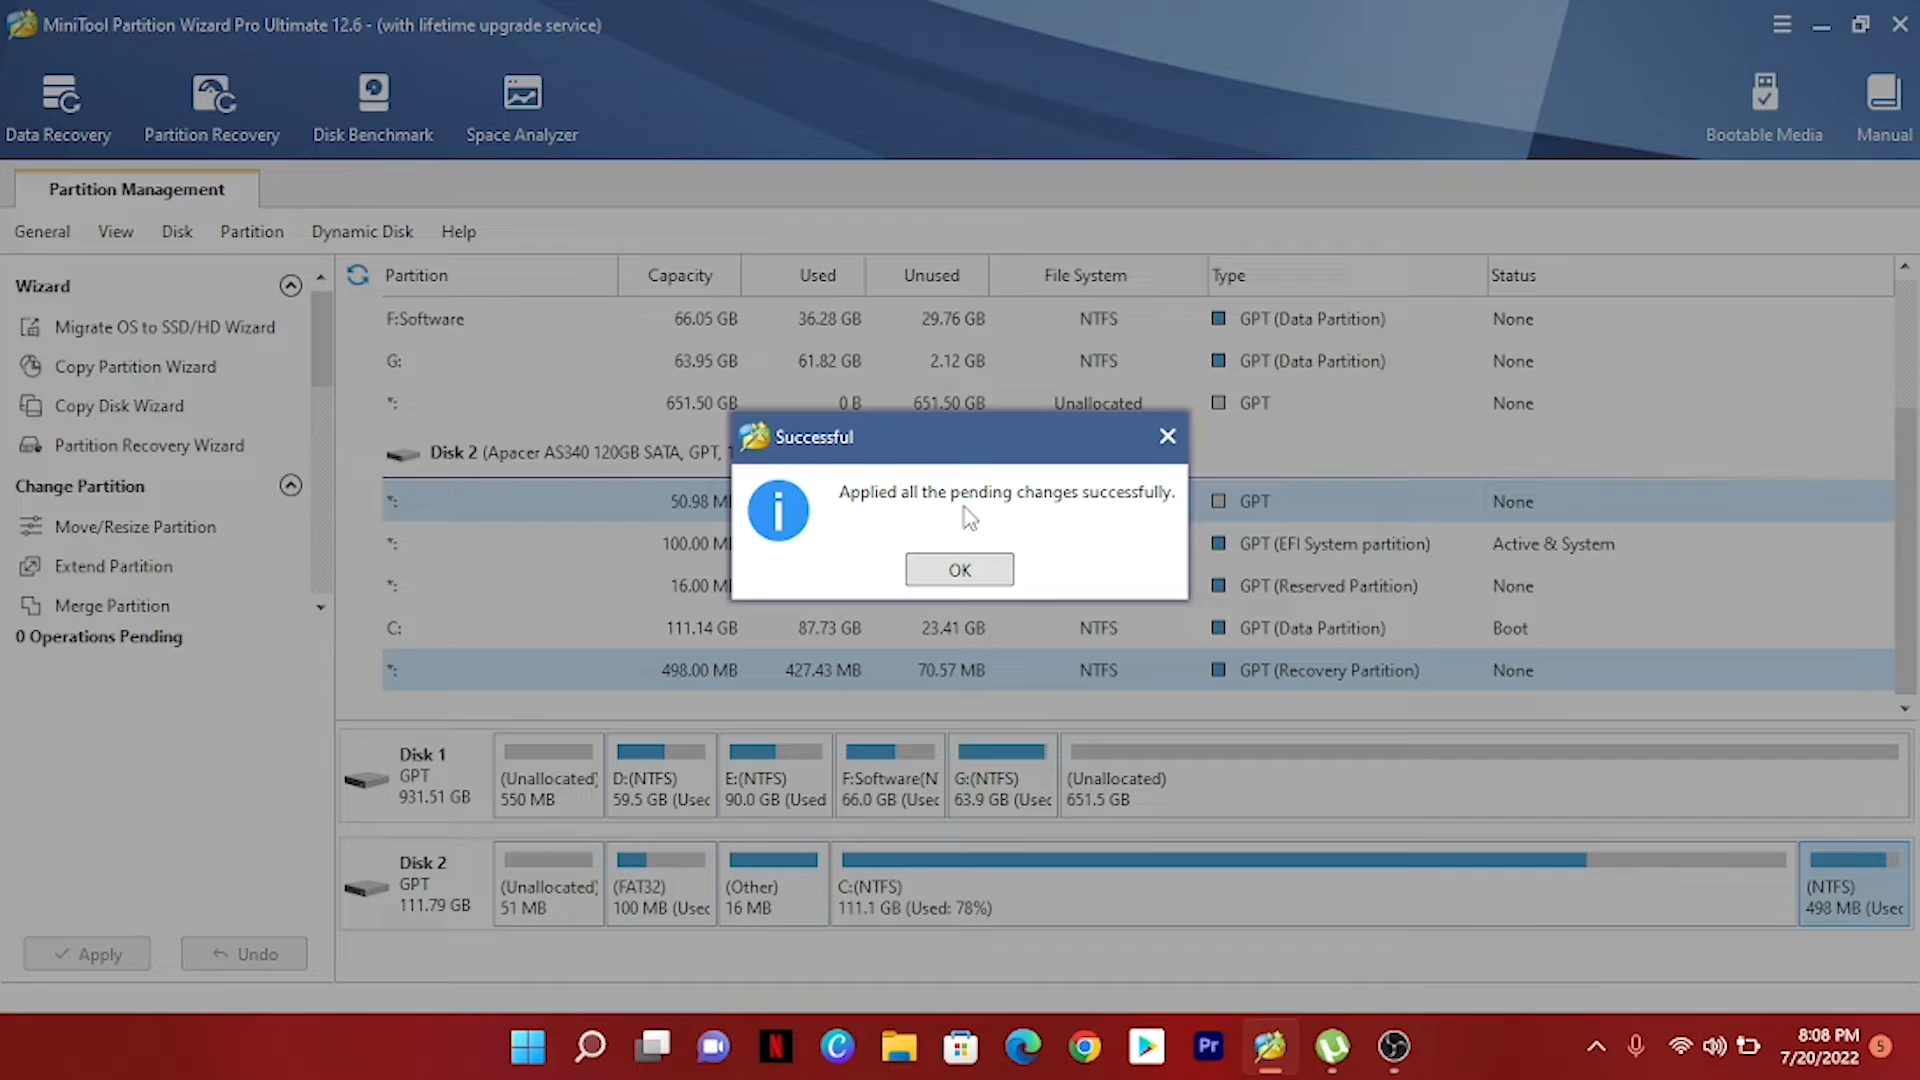 MiniTool Partition Wizard Pro Ultimate 12.6 - (with lifetime upgrade service)
Data Recovery Partition Recovery Disk Benchmark Space Analyzer Bootable Media Manual
Partition Management
General View Disk Partition Dynamic Disk Help
Wizard
Migrate OS to SSD/HD Wizard
Copy Partition Wizard
Copy Disk Wizard
Partition Recovery Wizard
Change Partition
Move/Resize Partition
Extend Partition
Merge Partition
0 Operations Pending
Partition Capacity Used Unused File System Type Status
F:Software 66.05 GB 36.28 GB 29.76 GB NTFS GPT (Data Partition) None
G: 63.95 GB 61.82 GB 2.12 GB NTFS GPT (Data Partition) None
*: 651.50 GB 0 B 651.50 GB Unallocated GPT None
Disk 2 (Apacer AS340 120GB SATA, GPT,
*: 50.98 M GPT None
*: 100.00 M GPT (EFI System partition) Active & System
*: 16.00 M GPT (Reserved Partition) None
C: 111.14 GB 87.73 GB 23.41 GB NTFS GPT (Data Partition) Boot
*: 498.00 MB 427.43 MB 70.57 MB NTFS GPT (Recovery Partition) None
Successful
Applied all the pending changes successfully.
OK
Disk 1
GPT
931.51 GB
(Unallocated)
550 MB
D:(NTFS)
59.5 GB (Used
E:(NTFS)
90.0 GB (Used
F:Software(N
66.0 GB (Used
G:(NTFS)
63.9 GB (Used
(Unallocated)
651.5 GB
Disk 2
GPT
111.79 GB
(Unallocated)
51 MB
(FAT32)
100 MB (Used
(Other)
16 MB
C:(NTFS)
111.1 GB (Used: 78%)
(NTFS)
498 MB (Used
Apply Undo
N
C
Pr
8:08 PM
7/20/2022
5